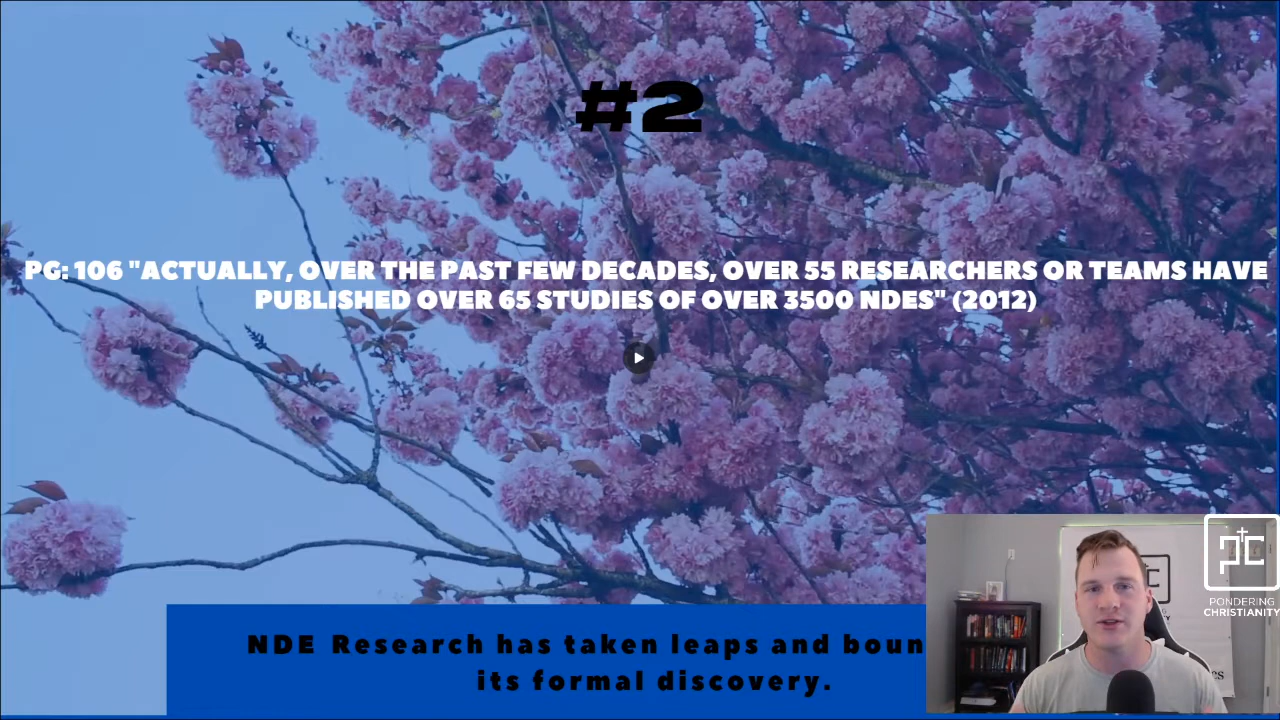 #2
PG: 106 "ACTUALLY, OVER THE PAST FEW DECADES, OVER 55 RESEARCHERS OR TEAMS HAVE
PUBLISHED OVER 65 STUDIES OF OVER 3500 NDES" (2012)
NDE Research has taken leaps and boun
its formal discovery.
PC
PONDERING
CHRISTIANITY